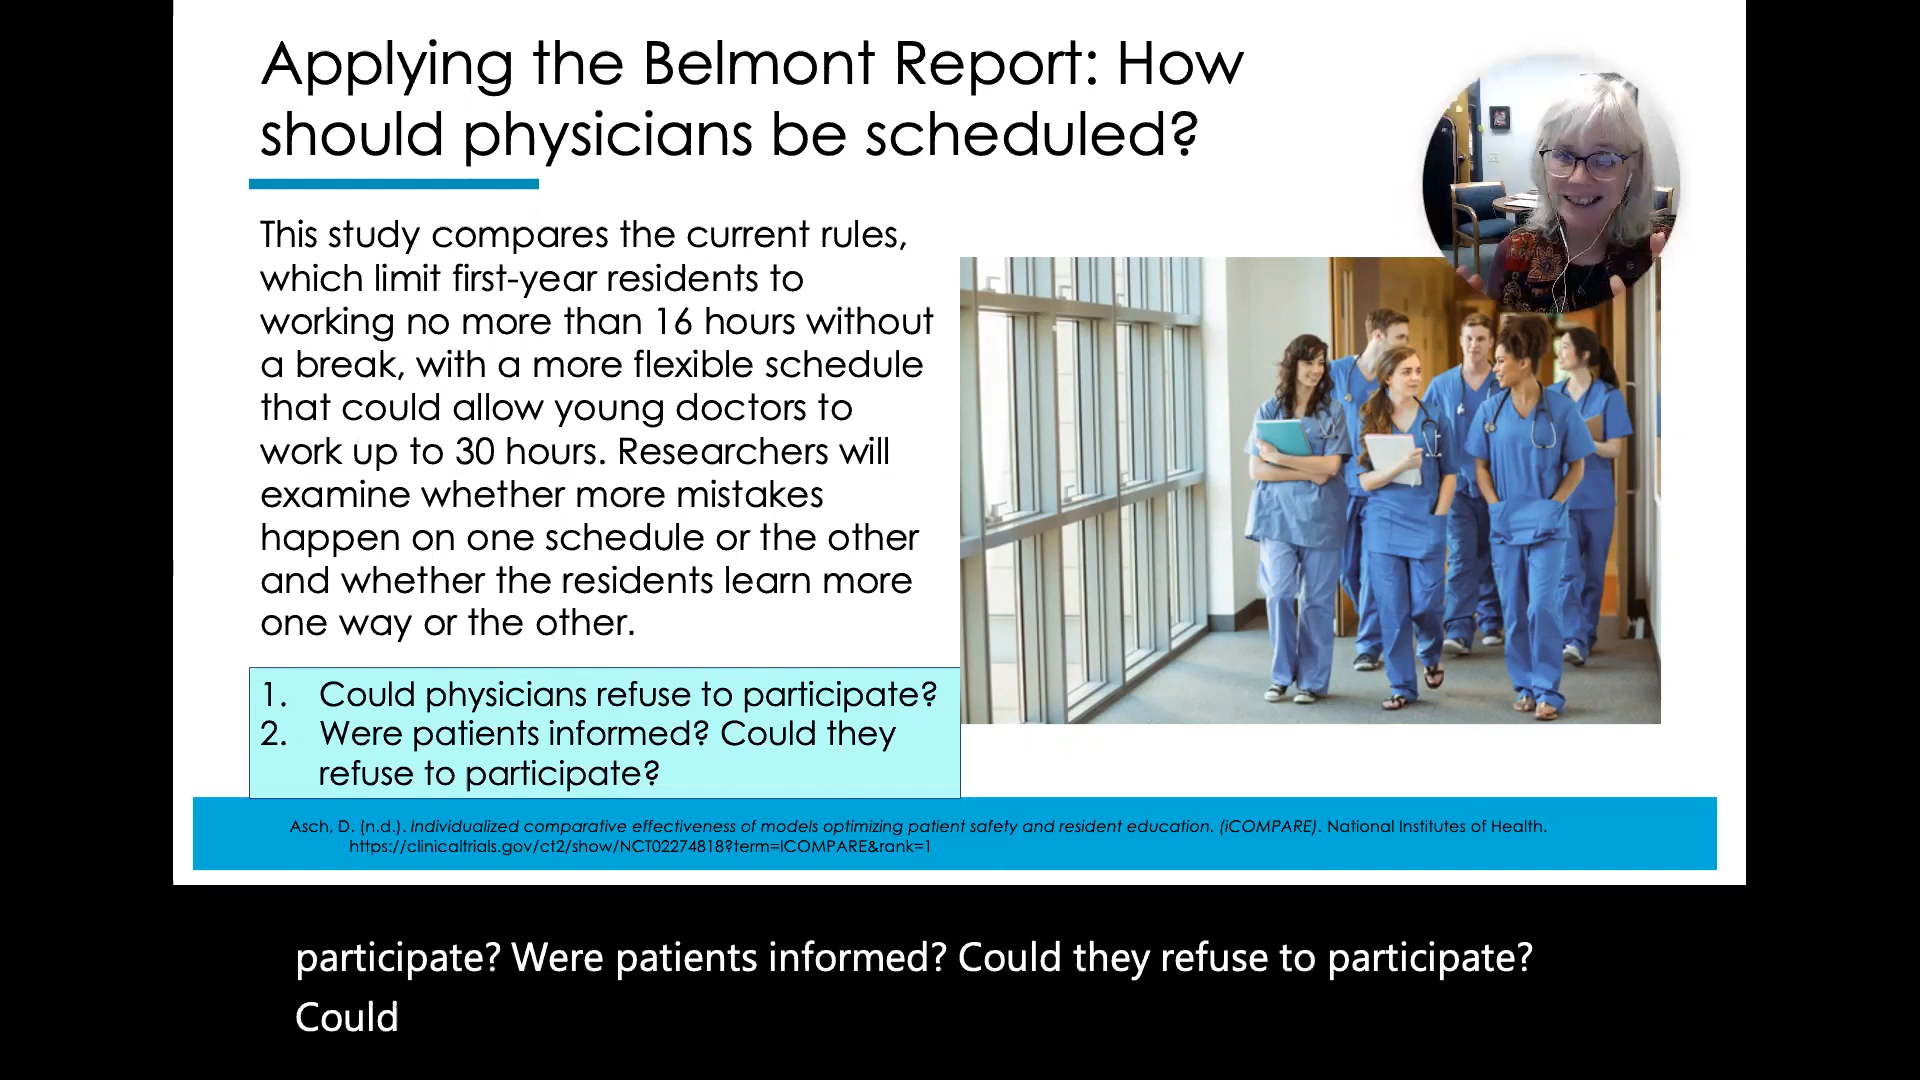 Applying the Belmont Report: How
should physicians be scheduled?
This study compares the current rules,
which limit first-year residents to
working no more than 16 hours without
a break, with a more flexible schedule
that could allow young doctors to
work up to 30 hours. Researchers will
examine whether more mistakes
happen on one schedule or the other
and whether the residents learn more
one way or the other.
1. Could physicians refuse to participate?
2. Were patients informed? Could they
refuse to participate?
Asch, D. (n.d.). Individualized comparative effectiveness of models optimizing patient safety and resident education. (iCOMPARE). National Institutes of Health.
https://clinicaltrials.gov/ct2/show/NCT02274818?term=ICOMPARE&rank=1
participate? Were patients informed? Could they refuse to participate?
Could